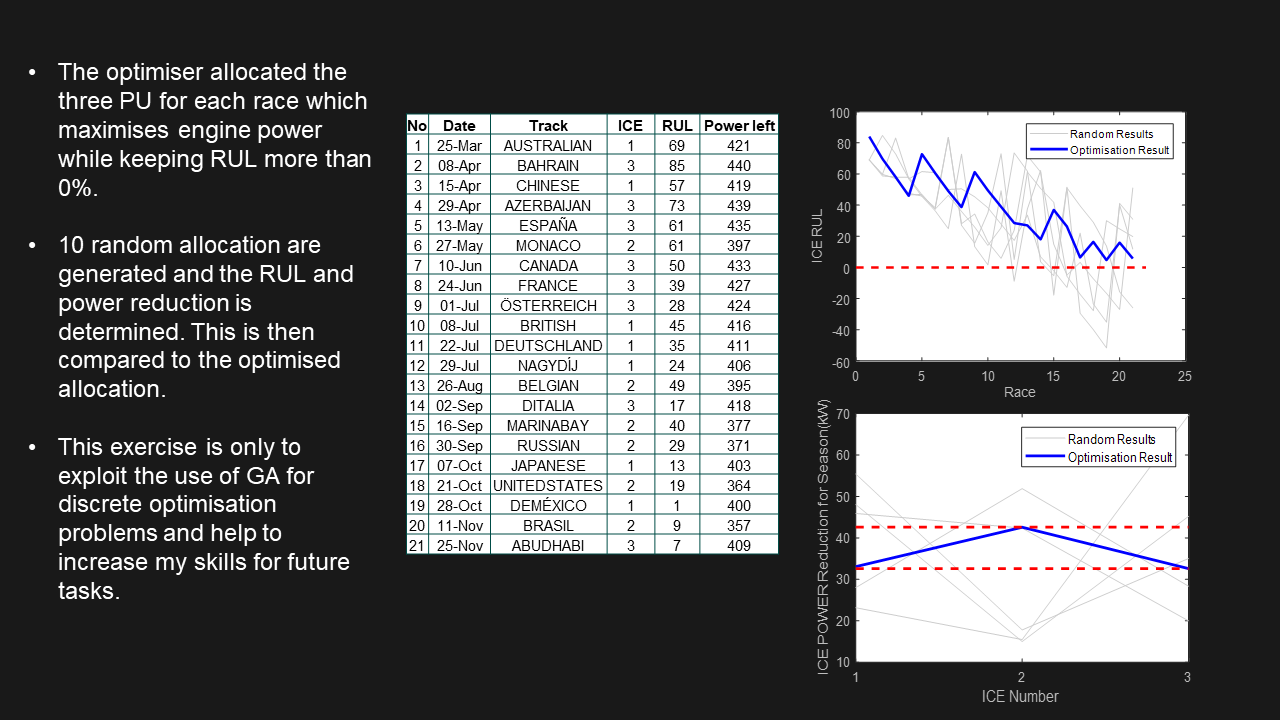 • The optimiser allocated the
three PU for each race which
maximises engine power
while keeping RUL more than
0%.
• 10 random allocation are
generated and the RUL and
power reduction is
determined. This is then
compared to the optimised
allocation.
• This exercise is only to
exploit the use of GA for
discrete optimisation
problems and help to
increase my skills for future
tasks.
No Date Track ICE RUL Power left
1 25-Mar AUSTRALIAN 1 69 421
2 08-Apr BAHRAIN 3 85 440
3 15-Apr CHINESE 1 57 419
4 29-Apr AZERBAIJAN 3 73 439
5 13-May ESPAÑA 3 61 435
6 27-May MONACO 2 61 397
7 10-Jun CANADA 3 50 433
8 24-Jun FRANCE 3 39 427
9 01-Jul ÖSTERREICH 3 28 424
10 08-Jul BRITISH 1 45 416
11 22-Jul DEUTSCHLAND 1 35 411
12 29-Jul NAGYDÍJ 1 24 406
13 26-Aug BELGIAN 2 49 395
14 02-Sep DITALIA 3 17 418
15 16-Sep MARINABAY 2 40 377
16 30-Sep RUSSIAN 2 29 371
17 07-Oct JAPANESE 1 13 403
18 21-Oct UNITEDSTATES 2 19 364
19 28-Oct DEMÉXICO 1 1 400
20 11-Nov BRASIL 2 9 357
21 25-Nov ABUDHABI 3 7 409
100
80
60
40
20
0
-20
-40
-60
ICE RUL
Random Results
Optimisation Result
0 5 10 15 20 25
Race
70
60
50
40
30
20
10
ICE POWER Reduction for Season(kW)
Random Results
Optimisation Result
1 2 3
ICE Number